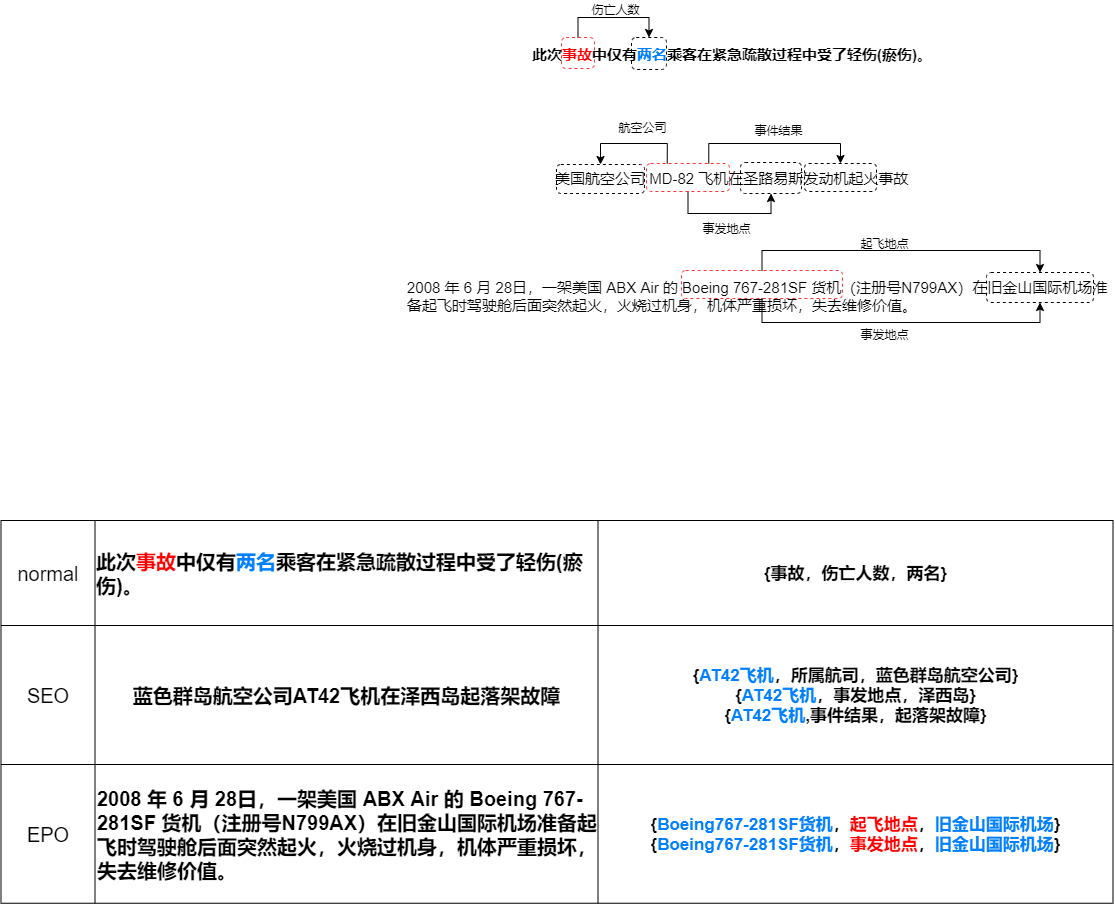 伤亡人数
此次事故中仅有两名乘客在紧急疏散过程中受了轻伤(瘀伤)。
航空公司
事件结果
美国航空公司 MD-82 飞机在圣路易斯发动机起火事故
事发地点
起飞地点
2008 年 6 月 28日，一架美国 ABX Air 的 Boeing 767-281SF 货机（注册号N799AX）在旧金山国际机场准
备起飞时驾驶舱后面突然起火，火烧过机身，机体严重损坏，失去维修价值。
事发地点
normal
此次事故中仅有两名乘客在紧急疏散过程中受了轻伤(瘀
伤)。
{事故，伤亡人数，两名}
SEO
蓝色群岛航空公司AT42飞机在泽西岛起落架故障
{AT42飞机，所属航司，蓝色群岛航空公司}
{AT42飞机，事发地点，泽西岛}
{AT42飞机,事件结果，起落架故障}
EPO
2008 年 6 月 28日，一架美国 ABX Air 的 Boeing 767-
281SF 货机（注册号N799AX）在旧金山国际机场准备起
飞时驾驶舱后面突然起火，火烧过机身，机体严重损坏，
失去维修价值。
{Boeing767-281SF货机，起飞地点，旧金山国际机场}
{Boeing767-281SF货机，事发地点，旧金山国际机场}